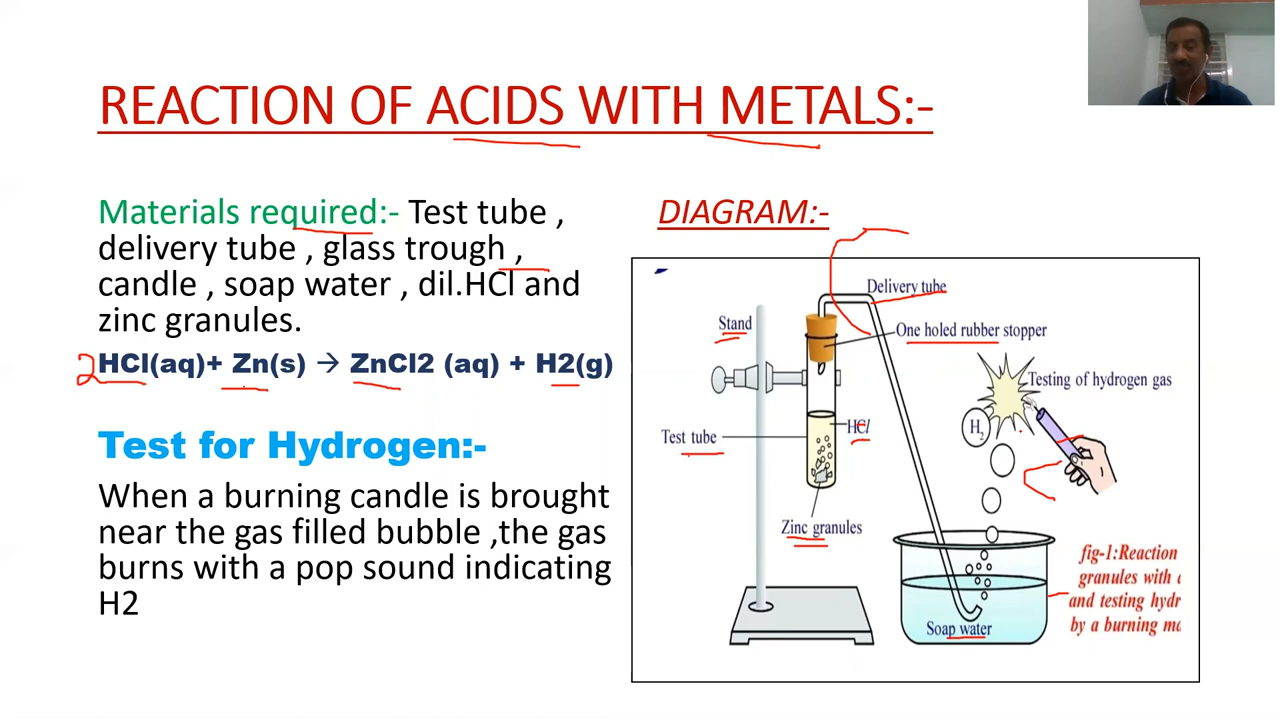 REACTION OF ACIDS WITH METALS:-
Materials required:- Test tube ,
delivery tube , glass trough ,
candle , soap water , dil.HCl and
zinc granules.
2HCl(aq)+ Zn(s) → ZnCl2 (aq) + H2(g)
Test for Hydrogen:-
When a burning candle is brought
near the gas filled bubble ,the gas
burns with a pop sound indicating
H2
DIAGRAM:-
Delivery tube
Stand
One holed rubber stopper
Testing of hydrogen gas
H2
HCl
Test tube
Zinc granules
Soap water
fig-1:Reaction
granules with
and testing hydr
by a burning